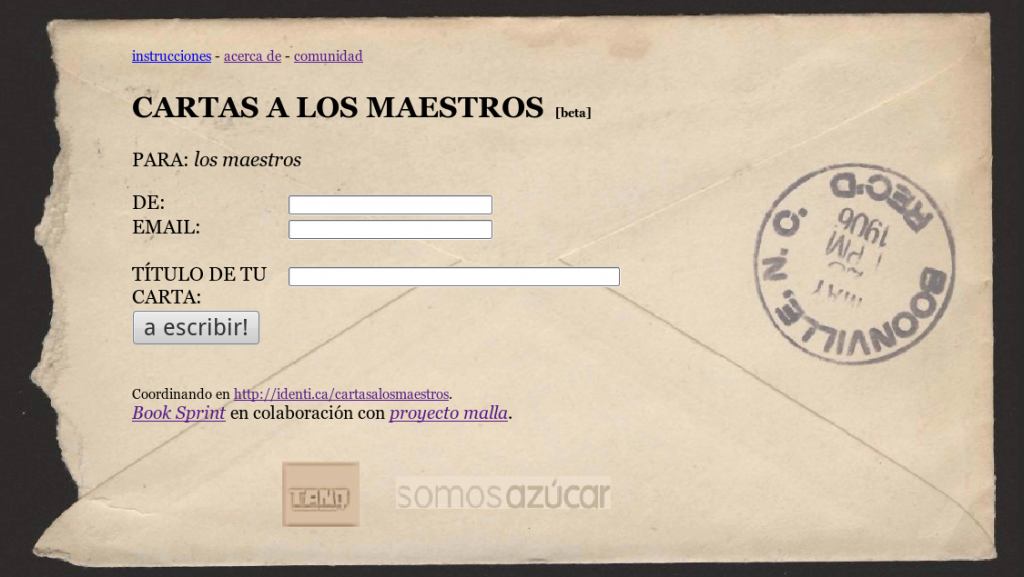 instrucciones - acerca de - comunidad
CARTAS A LOS MAESTROS [beta]
PARA: los maestros
DE:
EMAIL:
TÍTULO DE TU
CARTA:
a escribir!
Coordinando en http://identi.ca/cartasalosmaestros.
Book Sprint en colaboración con proyecto malla.
somosazúcar
BOONVILLE, N. C.
REC'D
MAY
1 PM
1906